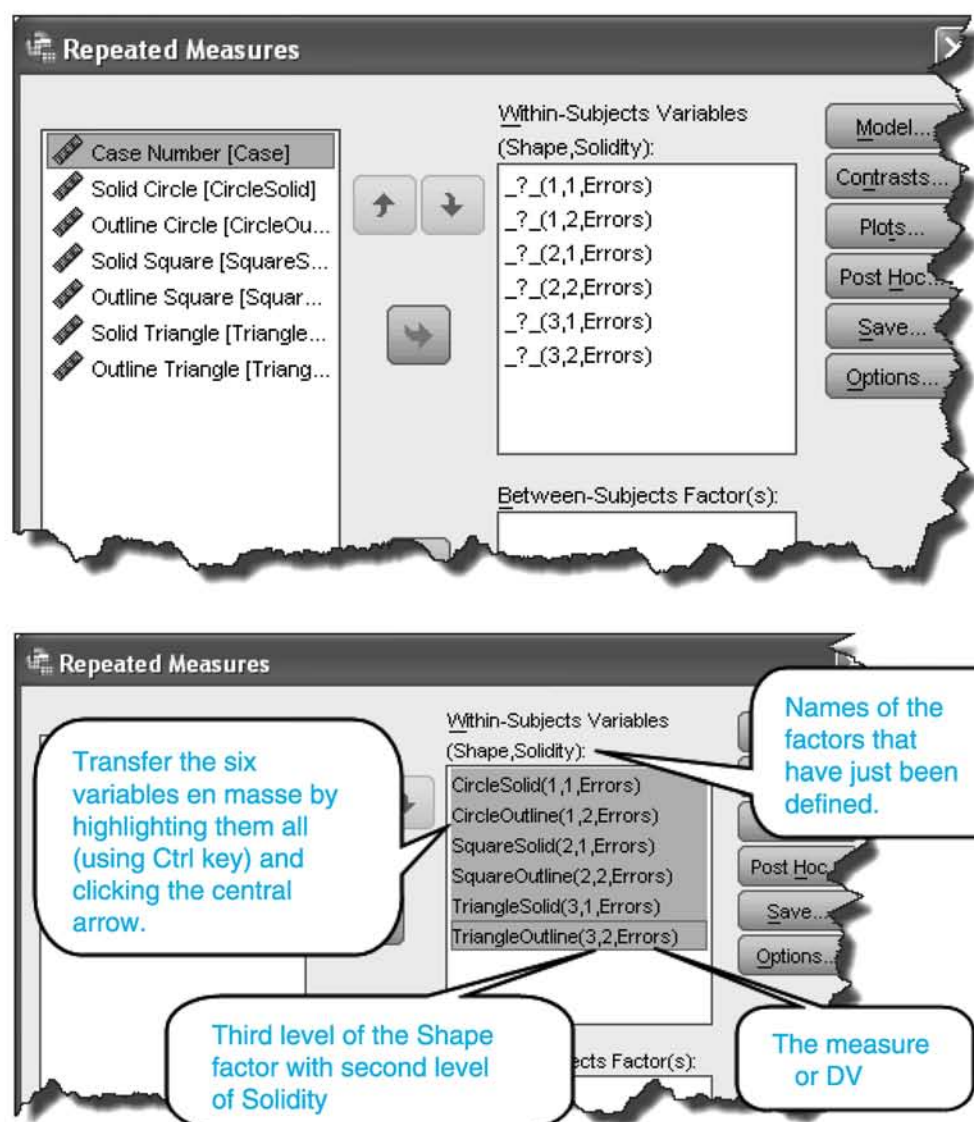 Repeated Measures
Within-Subjects Variables
(Shape,Solidity):
Case Number [Case]
Solid Circle [CircleSolid]
Outline Circle [CircleOu...
Solid Square [SquareS...
Outline Square [Squar...
Solid Triangle [Triangle...
Outline Triangle [Triang...
_?_(1,1,Errors)
_?_(1,2,Errors)
_?_(2,1,Errors)
_?_(2,2,Errors)
_?_(3,1,Errors)
_?_(3,2,Errors)
Model...
Contrasts...
Plots...
Post Hoc...
Save...
Options...
Between-Subjects Factor(s):
Repeated Measures
Transfer the six
variables en masse by
highlighting them all
(using Ctrl key) and
clicking the central
arrow.
Within-Subjects Variables
(Shape,Solidity):
CircleSolid(1,1,Errors)
CircleOutline(1,2,Errors)
SquareSolid(2,1,Errors)
SquareOutline(2,2,Errors)
TriangleSolid(3,1,Errors)
TriangleOutline(3,2,Errors)
Names of the
factors that
have just been
defined.
Post Hoc
Save...
Options...
Third level of the Shape
factor with second level
of Solidity
ects Factor(s):
The measure
or DV